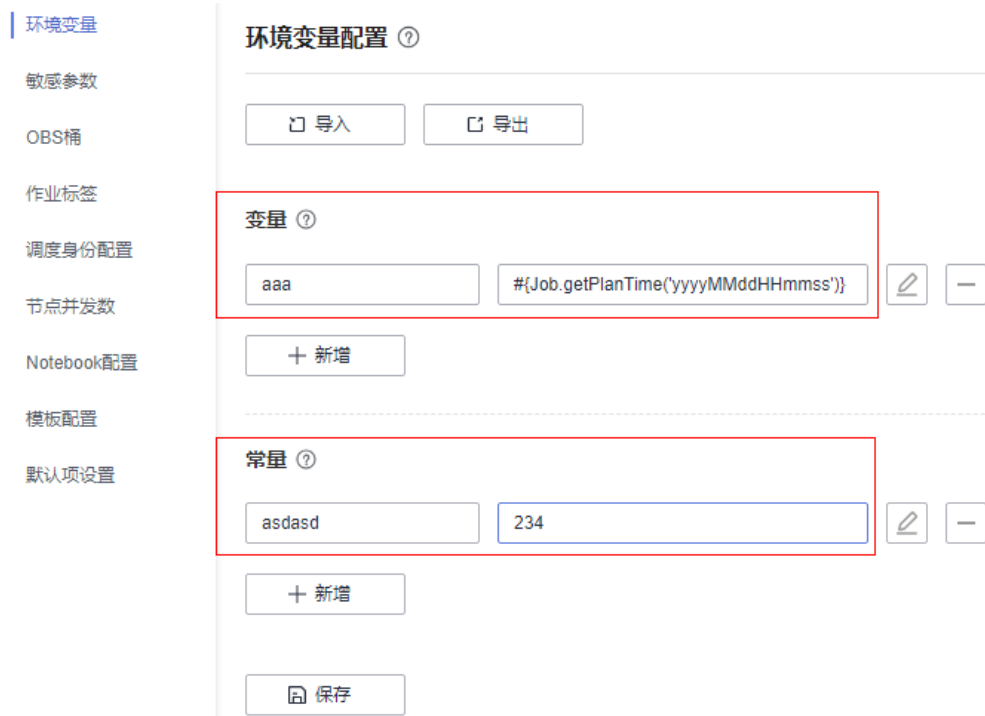 环境变量
敏感参数
OBS桶
作业标签
调度身份配置
节点并发数
Notebook配置
模板配置
默认项设置
环境变量配置
导入 导出
变量
aaa #{Job.getPlanTime('yyyyMMddHHmmss')}
新增
常量
asdasd 234
新增
保存